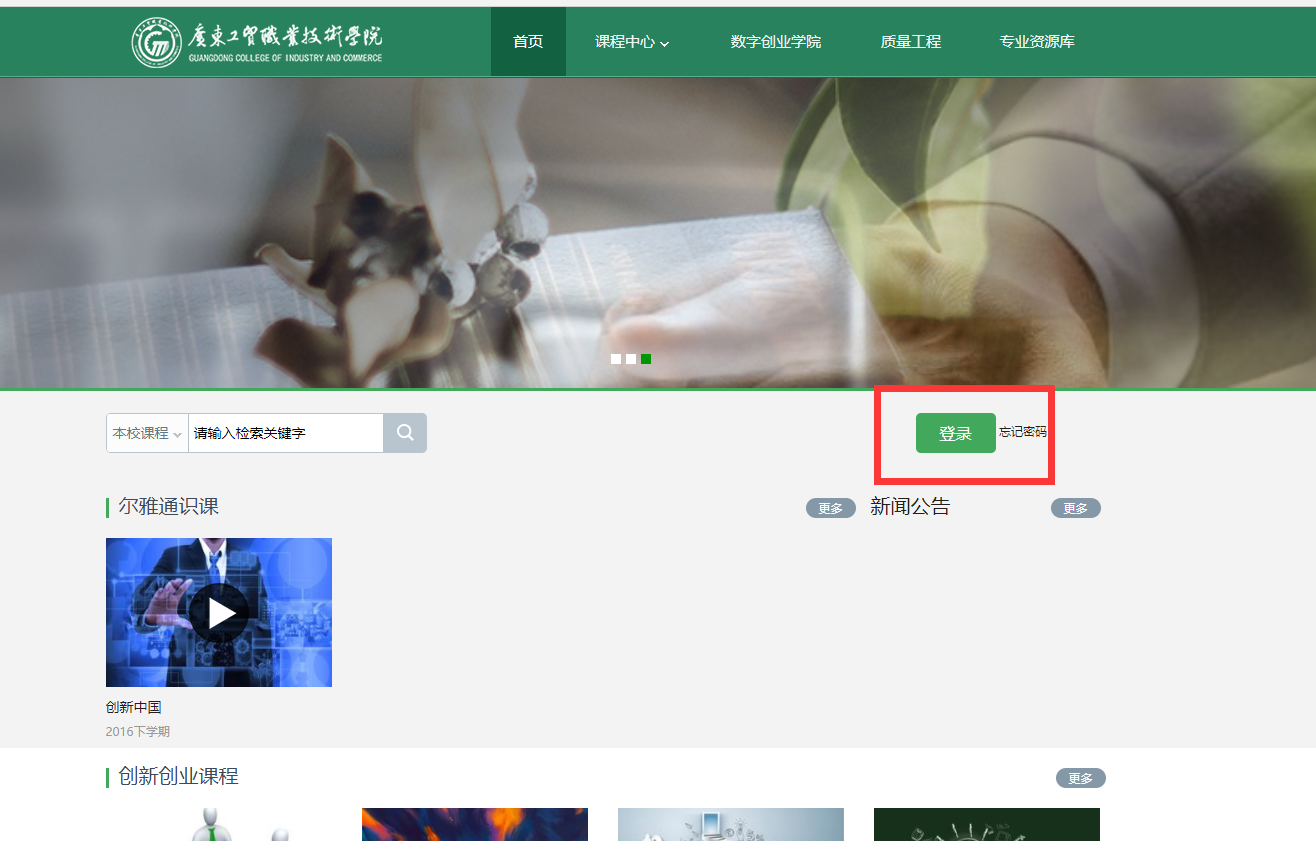 廣東工貿職業技術學院
GUANGDONG COLLEGE OF INDUSTRY AND COMMERCE
首页
课程中心
数字创业学院
质量工程
专业资源库
本校课程
请输入检索关键字
登录
忘记密码
尔雅通识课
更多
新闻公告
更多
创新中国
2016下学期
创新创业课程
更多